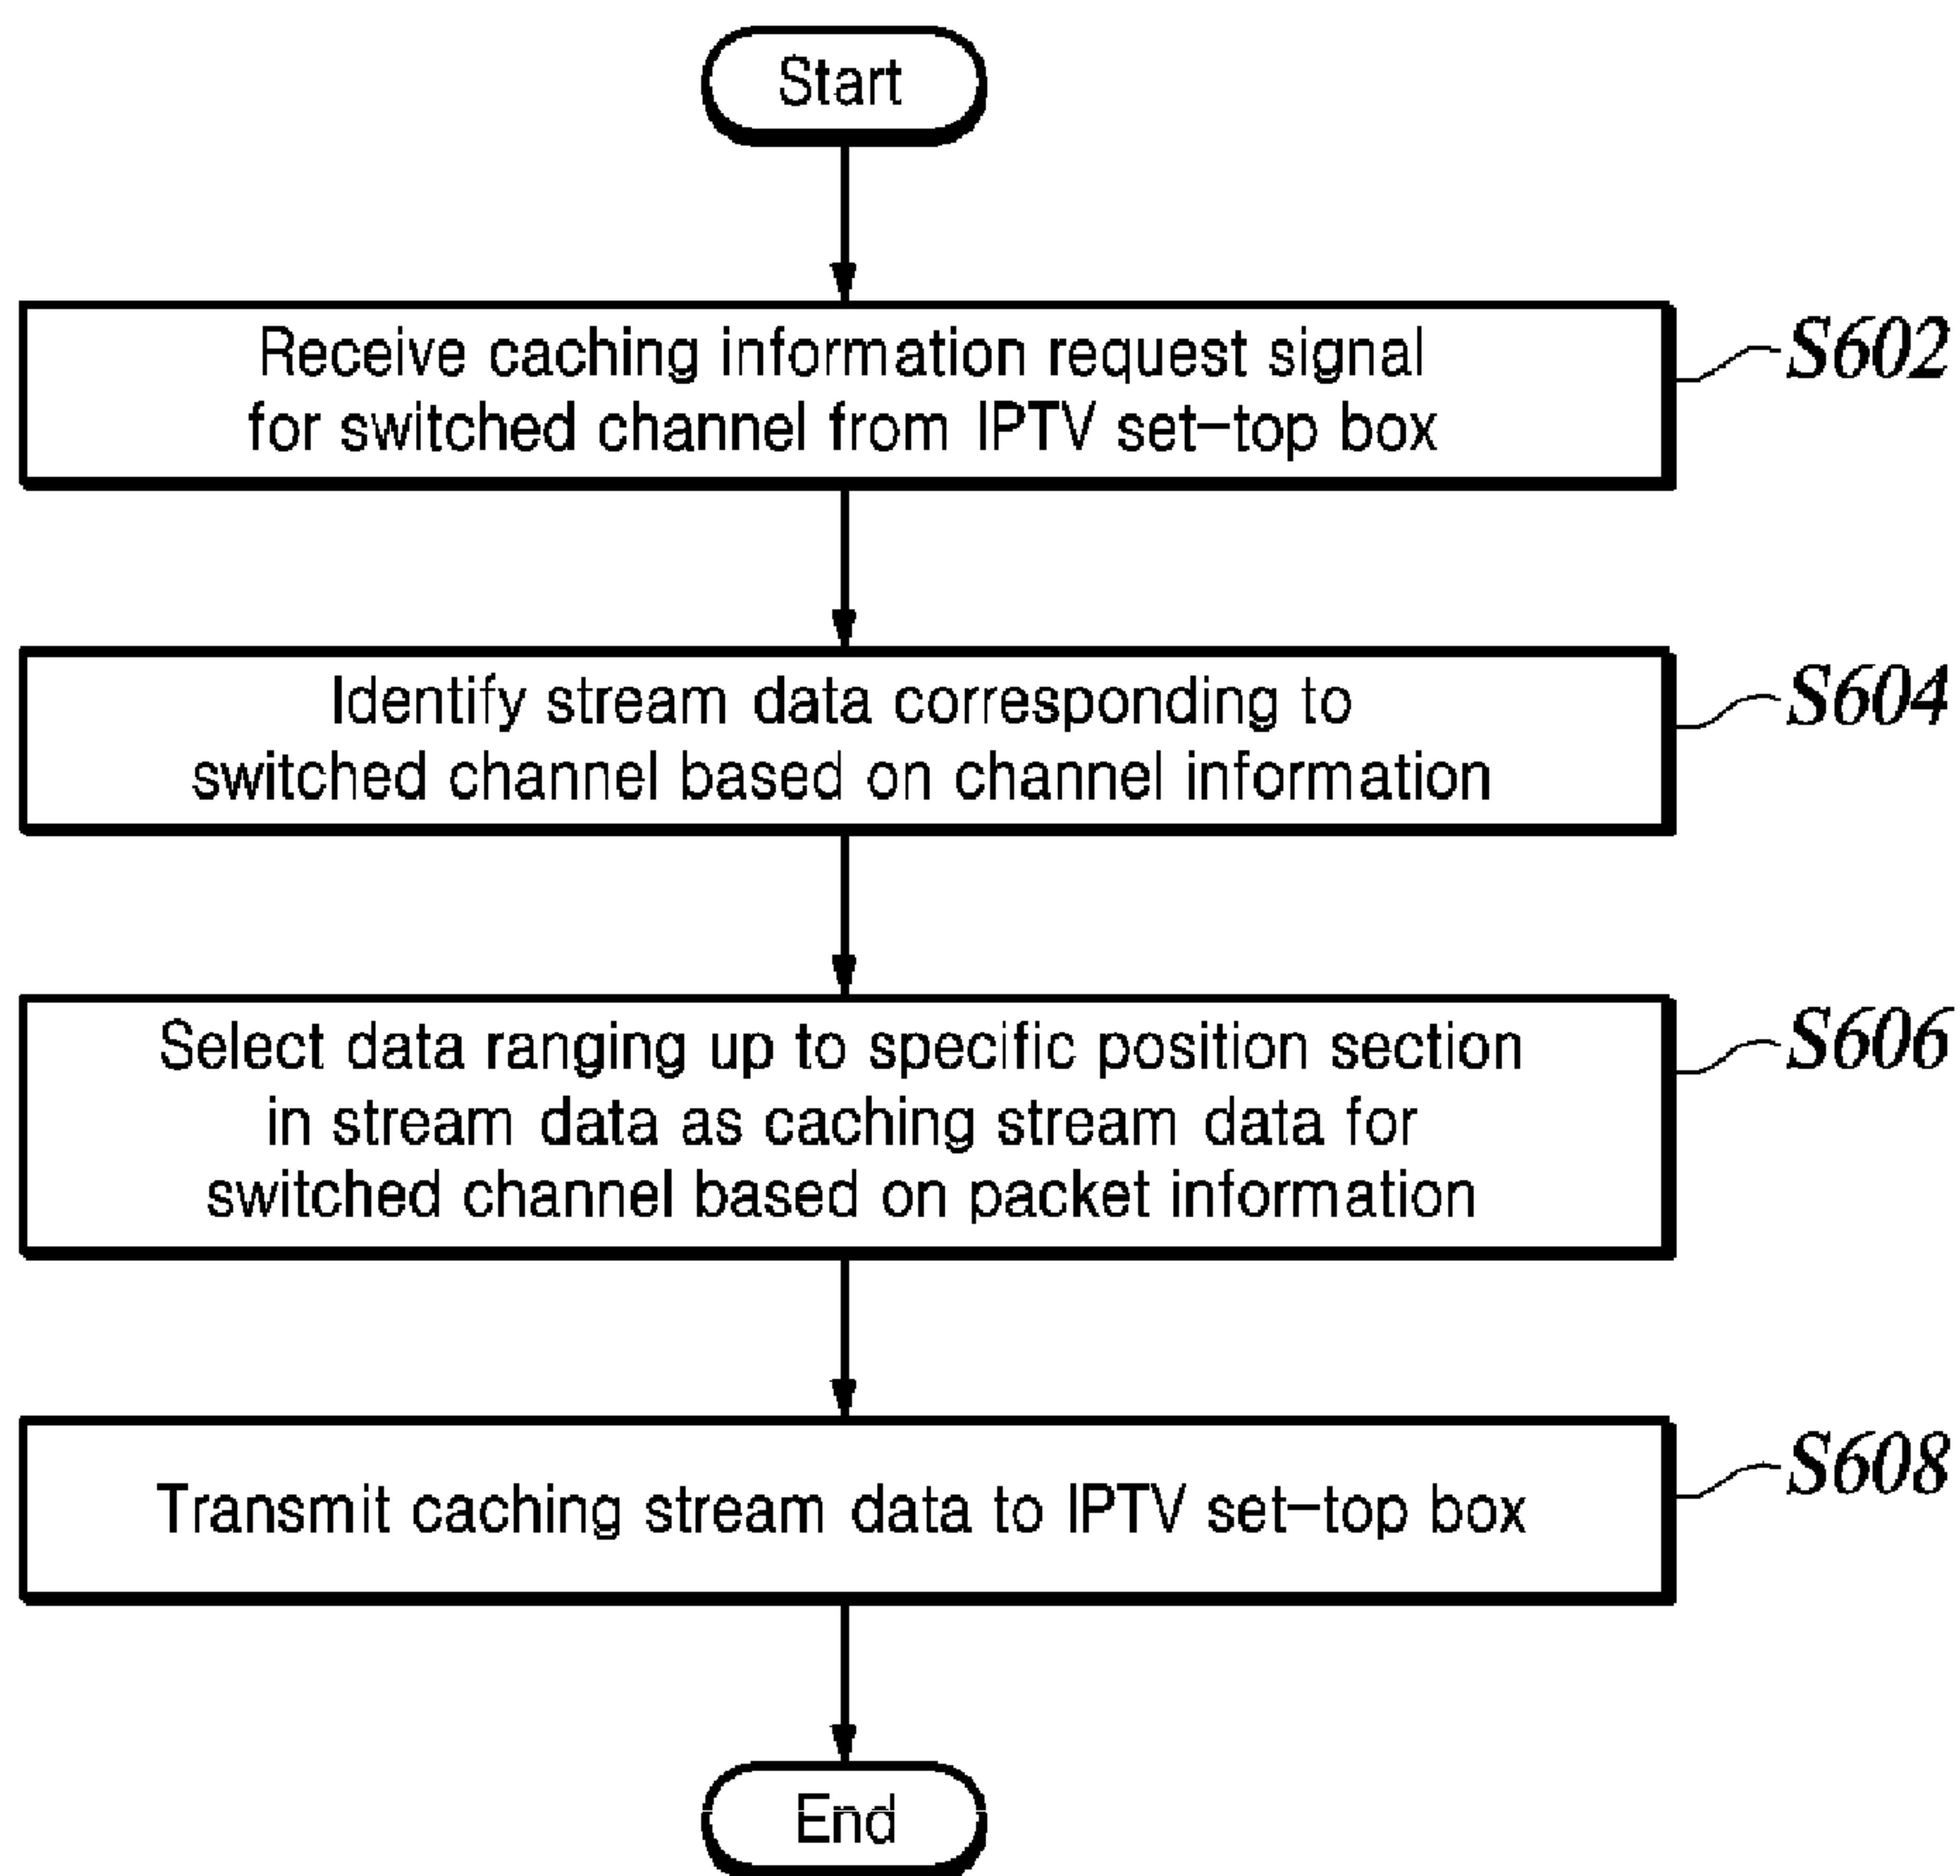 Start
Receive caching information request signal
for switched channel from IPTV set-top box
S602
Identify stream data corresponding to
switched channel based on channel information
S604
Select data ranging up to specific position section
in stream data as caching stream data for
switched channel based on packet information
S606
Transmit caching stream data to IPTV set-top box
S608
End